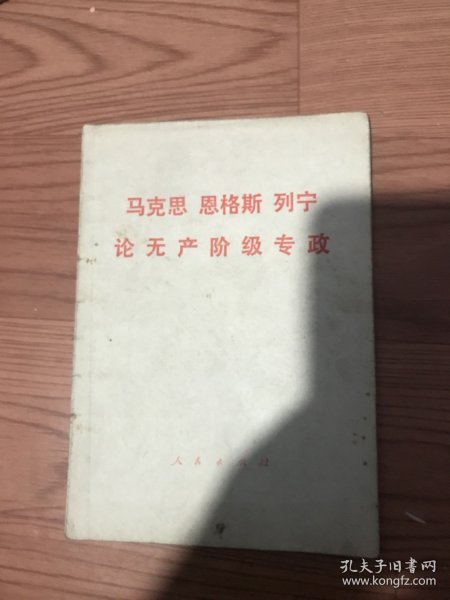 马克思 恩格斯 列宁
论无产阶级专政
人民出版社
孔夫子旧书网
www.kongfz.com